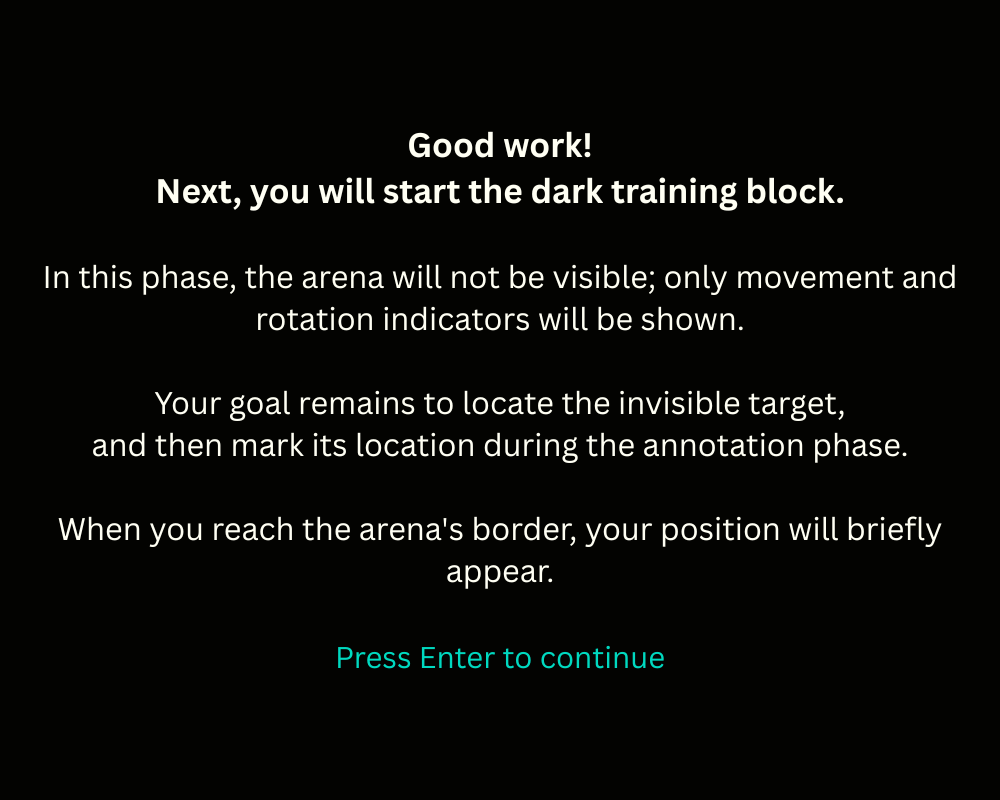 Good work!
Next, you will start the dark training block.
In this phase, the arena will not be visible; only movement and
rotation indicators will be shown.
Your goal remains to locate the invisible target,
and then mark its location during the annotation phase.
When you reach the arena's border, your position will briefly
appear.
Press Enter to continue